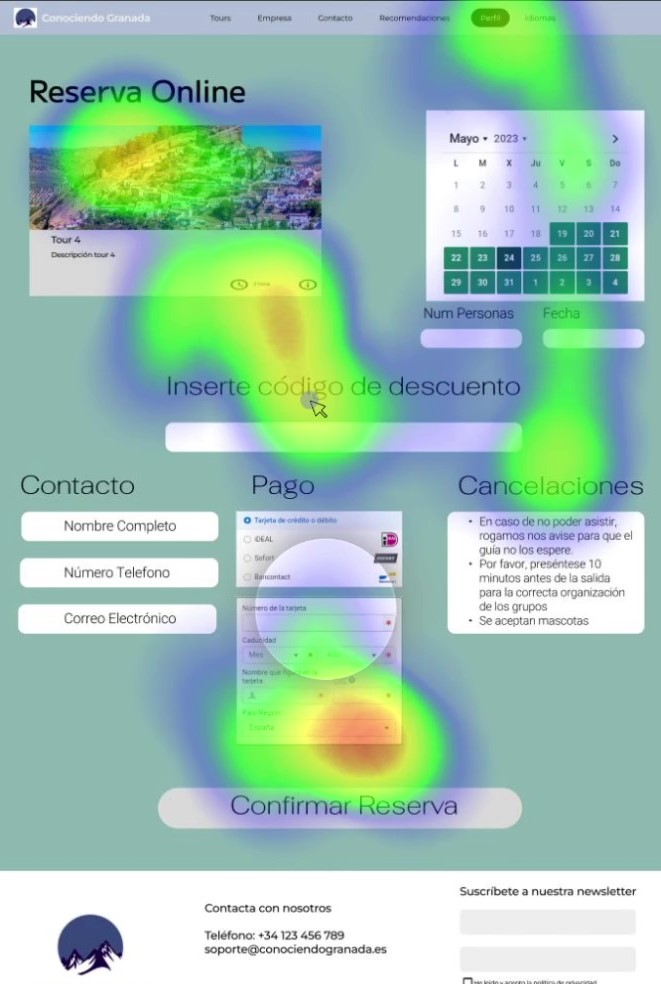 Conociendo Granada
Tours Empresa Contacto Recomendaciones Perfil Idiomas
Reserva Online
Tour 4
Descripción tour 4
Mayo 2023
L M X Ju V S Do
1 2 3 4 5 6 7
8 9 10 11 12 13 14
15 16 17 18 19 20 21
22 23 24 25 26 27 28
29 30 31 1 2 3 4
Num Personas Fecha
Inserte código de descuento
Contacto
Nombre Completo
Número Telefono
Correo Electrónico
Pago
Tarjeta de crédito o débito
iDEAL
Sofort
Bancontact
Número de la tarjeta
Caducidad
Mes
Nombre que figura en la
tarjeta
País/Región
España
Cancelaciones
• En caso de no poder asistir,
rogamos nos avise para que el
guía no los espere.
• Por favor, preséntese 10
minutos antes de la salida
para la correcta organización
de los grupos
• Se aceptan mascotas
Confirmar Reserva
Contacta con nosotros
Teléfono: +34 123 456 789
soporte@conociendogranada.es
Suscríbete a nuestra newsletter
He leído y acepto la política de privacidad